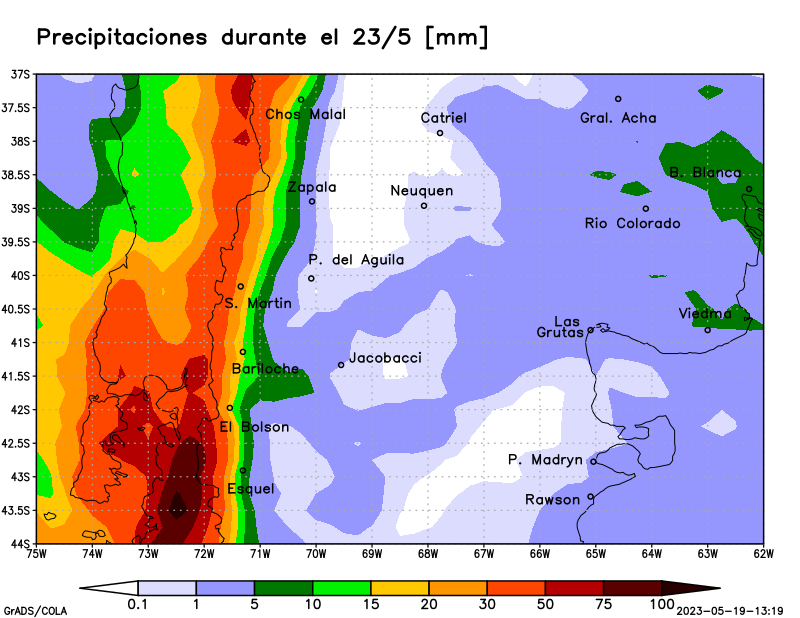 Precipitaciones durante el 23/5 [mm]
37S
37.5S
Chos Malal
Catriel
Gral. Acha
38S
38.5S
B. Blanca
Zapala
Neuquen
39S
Rio Colorado
39.5S
P. del Aguila
40S
S. Martin
40.5S
Viedma
Las
Grutas
41S
Jacobacci
Bariloche
41.5S
42S
El Bolson
42.5S
P. Madryn
43S
Esquel
Rawson
43.5S
44S
75W 74W 73W 72W 71W 70W 69W 68W 67W 66W 65W 64W 63W 62W
0.1 1 5 10 15 20 30 50 75 100
GrADS/COLA
2023-05-19-13:19